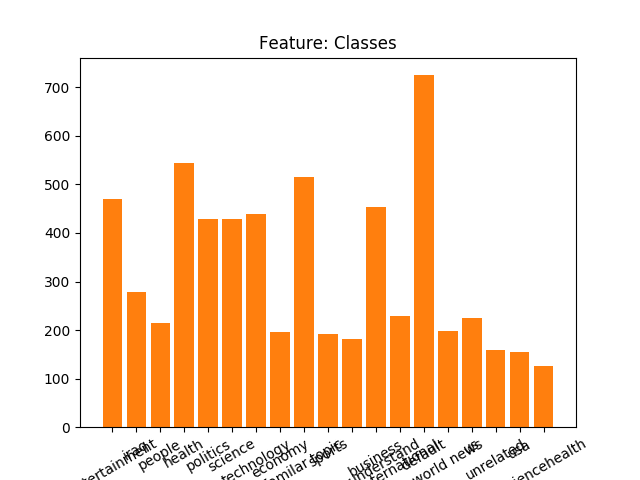 Feature: Classes
700
600
500
400
300
200
100
0
iraq
people
health
politics
science
technology
economy
sports
business
default
world news
us
unrelated
usa